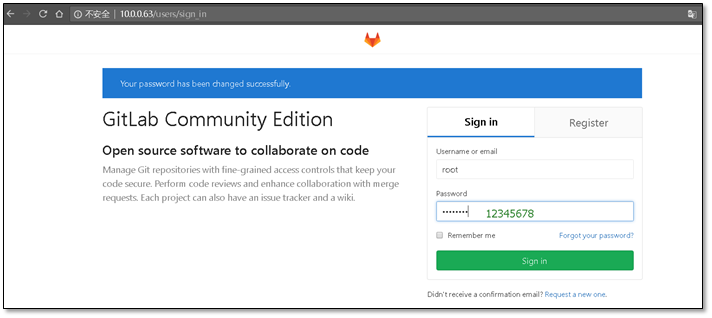 不安全 | 10.0.0.63/users/sign_in
Your password has been changed successfully.
GitLab Community Edition
Open source software to collaborate on code
Manage Git repositories with fine-grained access controls that keep your
code secure. Perform code reviews and enhance collaboration with merge
requests. Each project can also have an issue tracker and a wiki.
Sign in
Register
Username or email
root
Password
•••••••• 12345678
Remember me
Forgot your password?
Sign in
Didn't receive a confirmation email? Request a new one.